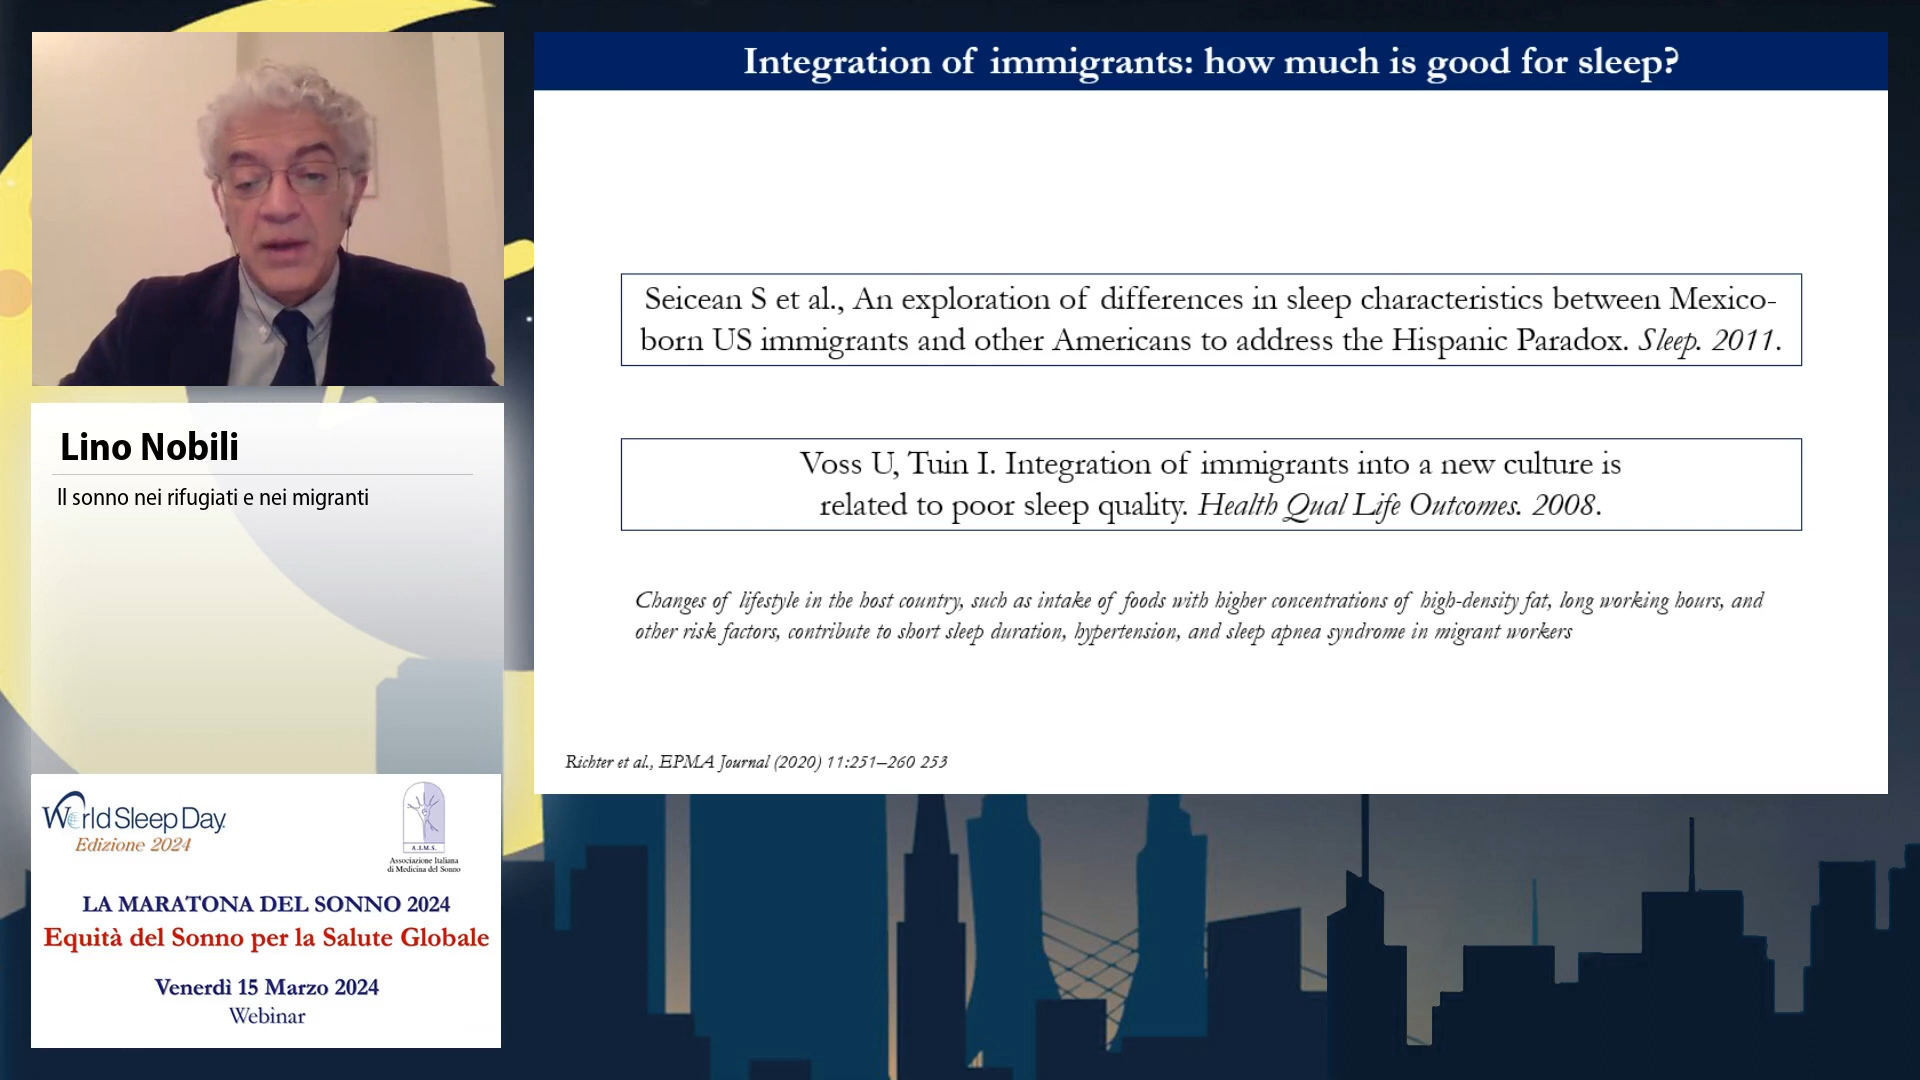 Integration of immigrants: how much is good for sleep?
Seicean S et al., An exploration of differences in sleep characteristics between Mexico-
born US immigrants and other Americans to address the Hispanic Paradox. Sleep. 2011.
Voss U, Tuin I. Integration of immigrants into a new culture is
related to poor sleep quality. Health Qual Life Outcomes. 2008.
Changes of lifestyle in the host country, such as intake of foods with higher concentrations of high-density fat, long working hours, and
other risk factors, contribute to short sleep duration, hypertension, and sleep apnea syndrome in migrant workers
Richter et al., EPMA Journal (2020) 11:251–260 253
Lino Nobili
Il sonno nei rifugiati e nei migranti
World Sleep Day.
Edizione 2024
A.I.M.S.
Associazione Italiana
di Medicina del Sonno
LA MARATONA DEL SONNO 2024
Equità del Sonno per la Salute Globale
Venerdì 15 Marzo 2024
Webinar